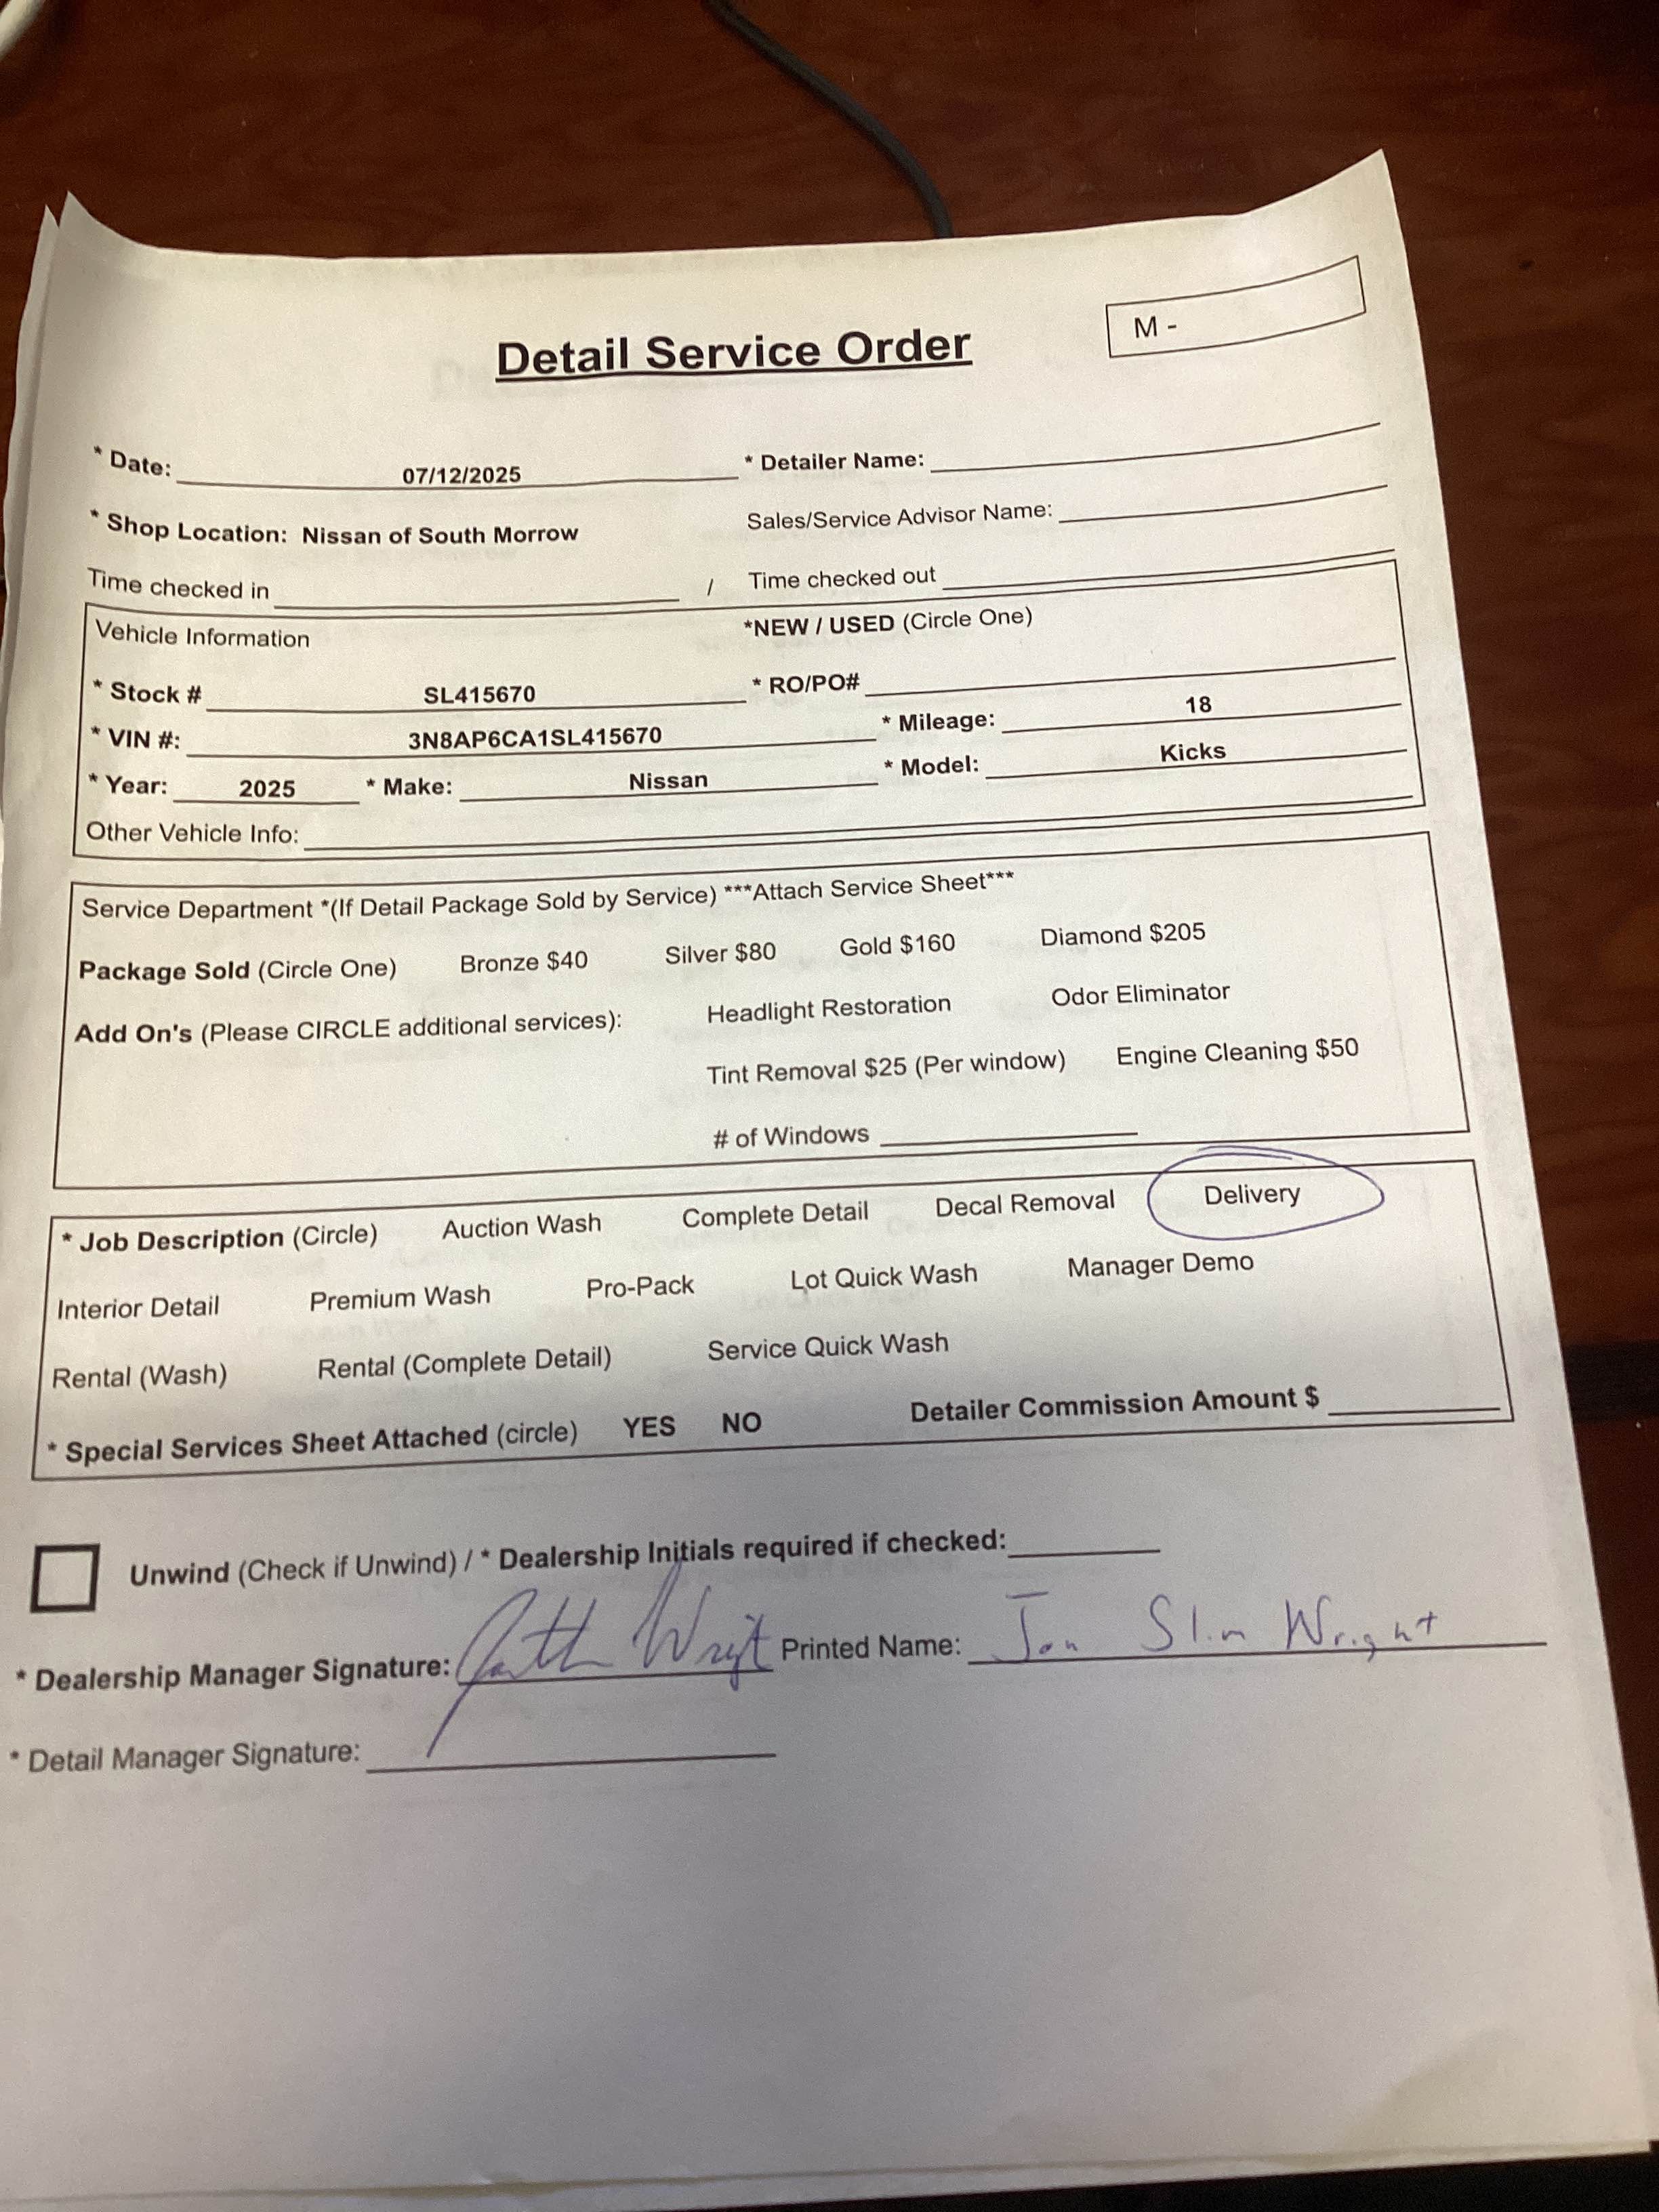 M -
Detail Service Order
* Date: 07/12/2025 * Detailer Name:
* Shop Location: Nissan of South Morrow Sales/Service Advisor Name:
Time checked in / Time checked out
Vehicle Information *NEW / USED (Circle One)
* Stock # SL415670 * RO/PO#
* VIN #: 3N8AP6CA1SL415670 * Mileage: 18
* Year: 2025 * Make: Nissan * Model: Kicks
Other Vehicle Info:
Service Department *(If Detail Package Sold by Service) ***Attach Service Sheet***
Package Sold (Circle One) Bronze $40 Silver $80 Gold $160 Diamond $205
Add On's (Please CIRCLE additional services): Headlight Restoration Odor Eliminator
Tint Removal $25 (Per window) Engine Cleaning $50
# of Windows
* Job Description (Circle) Auction Wash Complete Detail Decal Removal Delivery
Interior Detail Premium Wash Pro-Pack Lot Quick Wash Manager Demo
Rental (Wash) Rental (Complete Detail) Service Quick Wash
* Special Services Sheet Attached (circle) YES NO Detailer Commission Amount $
Unwind (Check if Unwind) / * Dealership Initials required if checked:
* Dealership Manager Signature: Wright Printed Name: Jon Slim Wright
* Detail Manager Signature: